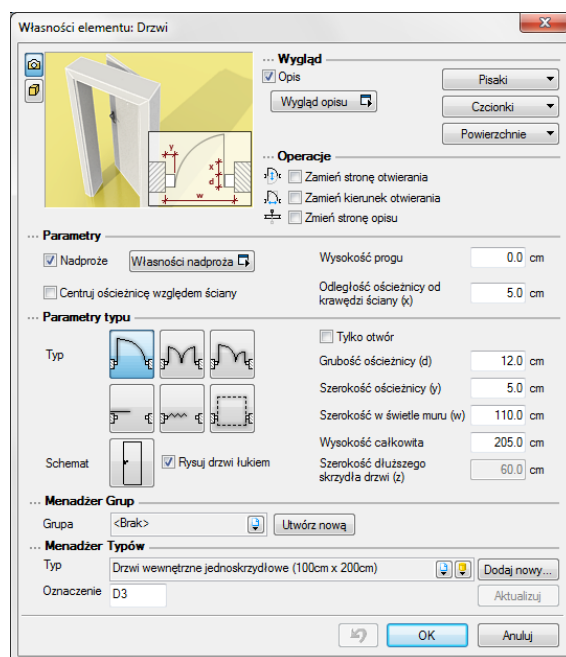 Własności elementu: Drzwi
Wygląd
Opis
Pisaki
Wygląd opisu
Czcionki
Powierzchnie
y
x
d
w
Operacje
Zamień stronę otwierania
Zamień kierunek otwierania
Zmień stronę opisu
Parametry
Nadproże
Własności nadproża
Wysokość progu
0.0 cm
Centruj ościeżnicę względem ściany
Odległość ościeżnicy od
krawędzi ściany (x)
5.0 cm
Parametry typu
Typ
Tylko otwór
Grubość ościeżnicy (d)
12.0 cm
Szerokość ościeżnicy (y)
5.0 cm
Szerokość w świetle muru (w)
110.0 cm
Wysokość całkowita
205.0 cm
Schemat
Rysuj drzwi łukiem
Szerokość dłuższego
skrzydła drzwi (z)
60.0 cm
Menadżer Grup
Grupa
<Brak>
Utwórz nową
Menadżer Typów
Typ
Drzwi wewnętrzne jednoskrzydłowe (100cm x 200cm)
Dodaj nowy...
Oznaczenie
D3
Aktualizuj
OK
Anuluj